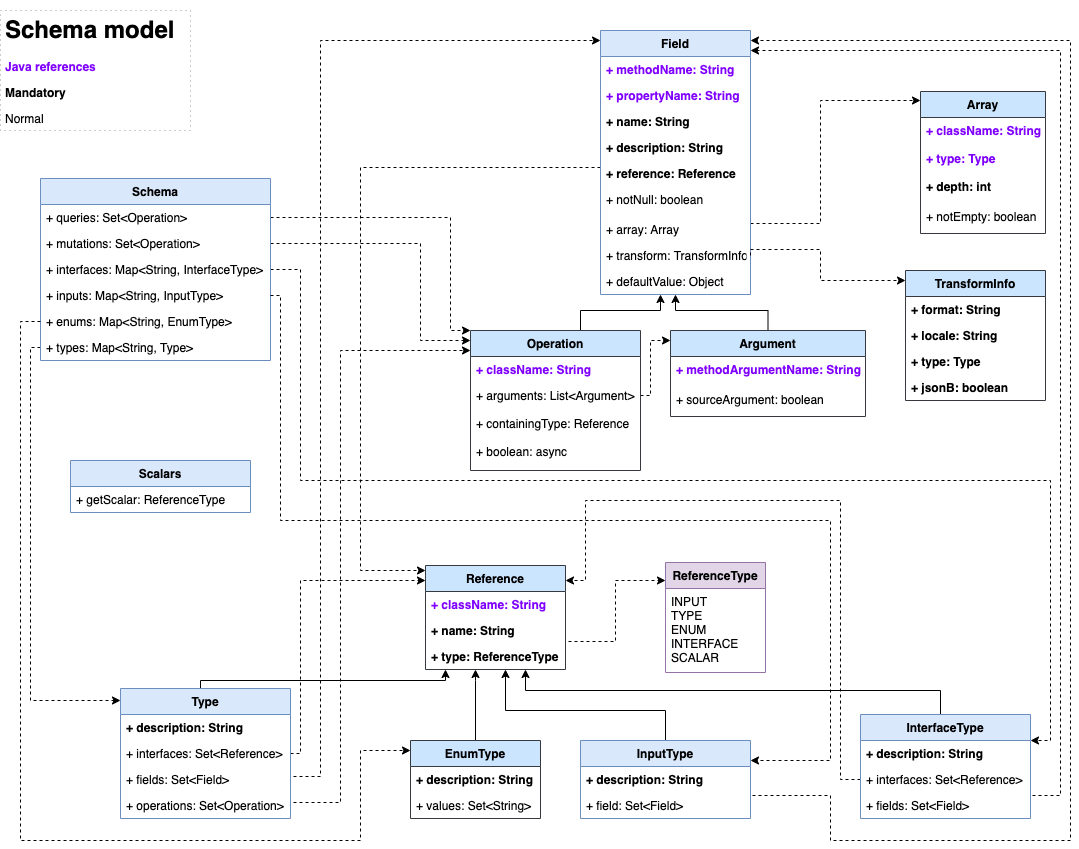 Schema model
Java references
Mandatory
Normal
Field
+ methodName: String
+ propertyName: String
+ name: String
+ description: String
+ reference: Reference
+ notNull: boolean
+ array: Array
+ transform: TransformInfo
+ defaultValue: Object
Array
+ className: String
+ type: Type
+ depth: int
+ notEmpty: boolean
Schema
+ queries: Set<Operation>
+ mutations: Set<Operation>
+ interfaces: Map<String, InterfaceType>
+ inputs: Map<String, InputType>
+ enums: Map<String, EnumType>
+ types: Map<String, Type>
TransformInfo
+ format: String
+ locale: String
+ type: Type
+ jsonB: boolean
Operation
+ className: String
+ arguments: List<Argument>
+ containingType: Reference
+ boolean: async
Argument
+ methodArgumentName: String
+ sourceArgument: boolean
Scalars
+ getScalar: ReferenceType
Reference
+ className: String
+ name: String
+ type: ReferenceType
ReferenceType
INPUT
TYPE
ENUM
INTERFACE
SCALAR
Type
+ description: String
+ interfaces: Set<Reference>
+ fields: Set<Field>
+ operations: Set<Operation>
EnumType
+ description: String
+ values: Set<String>
InputType
+ description: String
+ field: Set<Field>
InterfaceType
+ description: String
+ interfaces: Set<Reference>
+ fields: Set<Field>